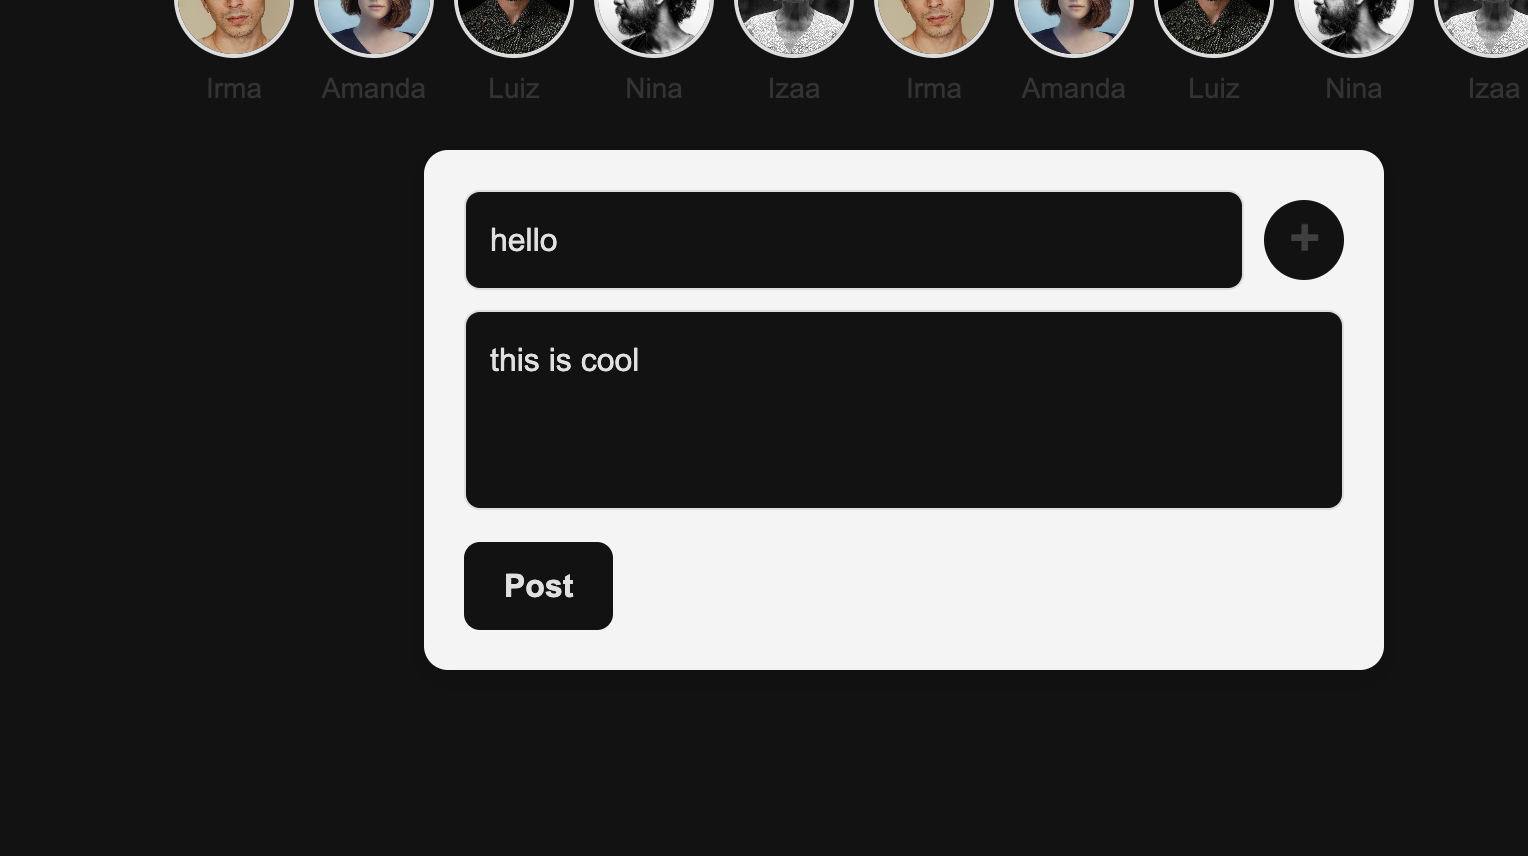 Irma Amanda Luiz Nina Izaa Irma Amanda Luiz Nina Izaa
hello
+
this is cool
Post